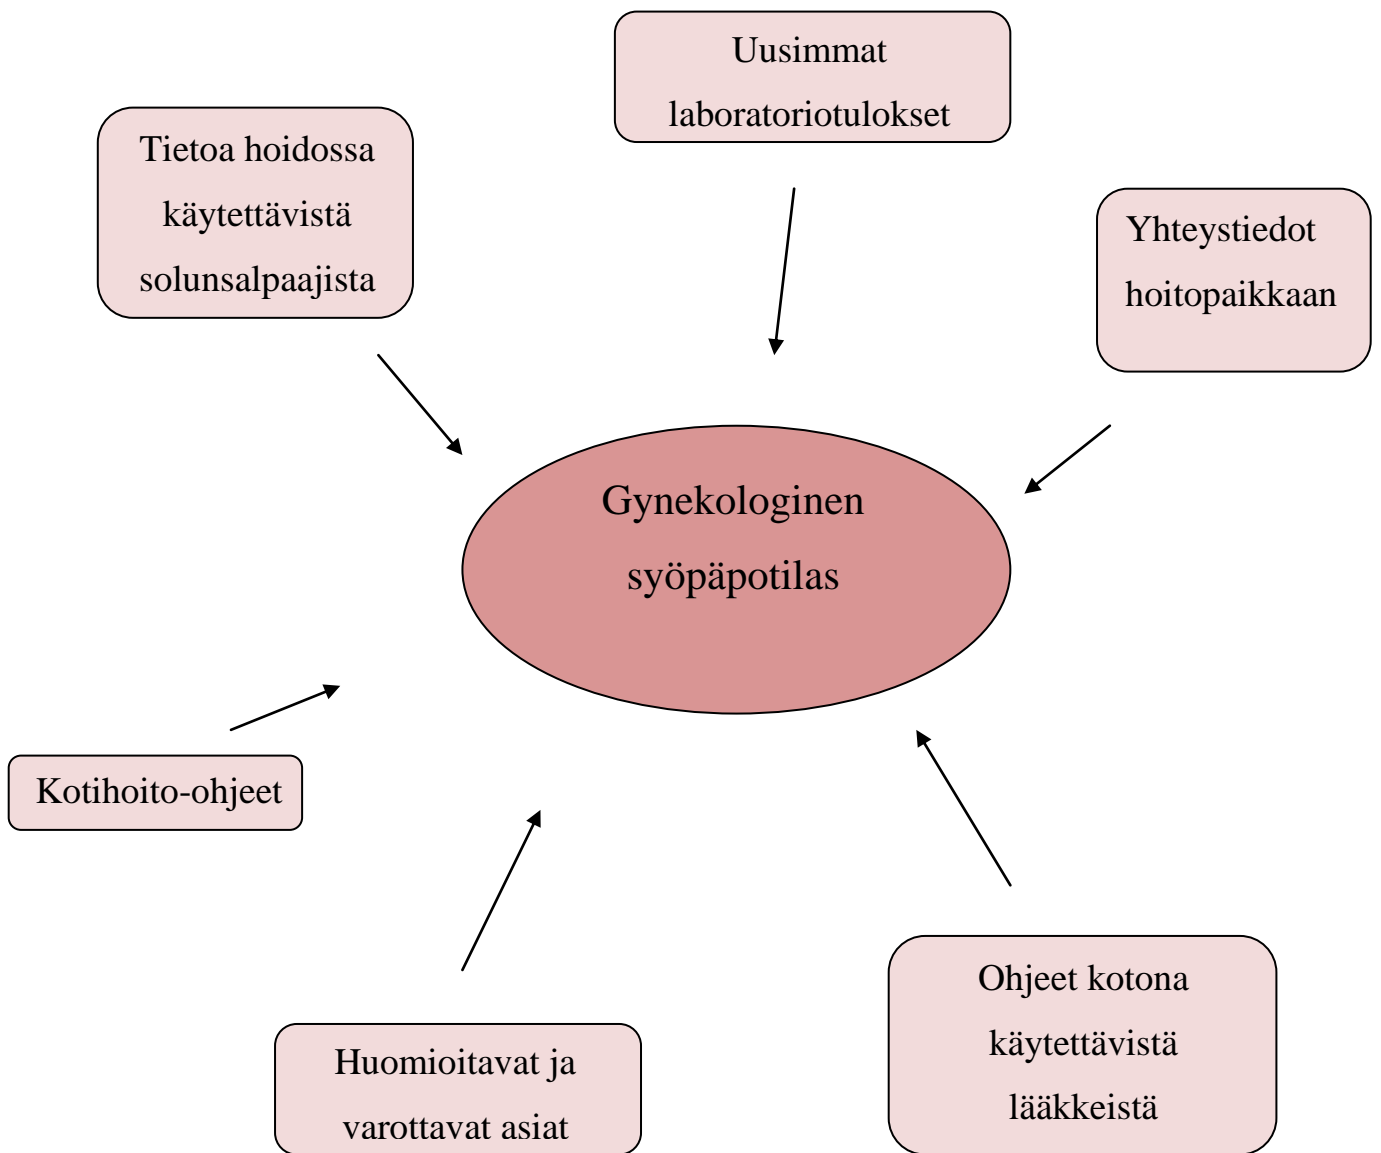 Uusimmat
laboratoriotulokset
Tietoa hoidossa
käytettävistä
solunsalpaajista
Yhteystiedot
hoitopaikkaan
Gynekologinen
syöpäpotilas
Kotihoito-ohjeet
Ohjeet kotona
käytettävistä
lääkkeistä
Huomioitavat ja
varottavat asiat